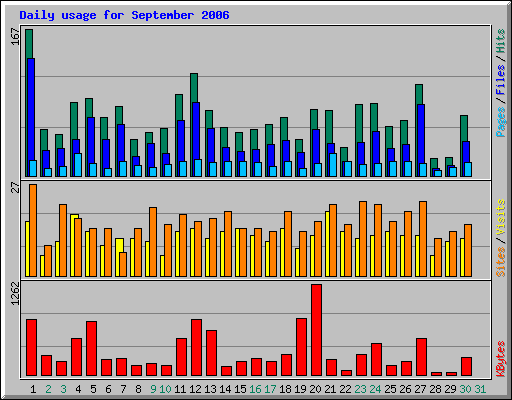 Daily usage for September 2006
167
Pages / Files / Hits
27
Sites / Visits
1262
KBytes
1 2 3 4 5 6 7 8 9 10 11 12 13 14 15 16 17 18 19 20 21 22 23 24 25 26 27 28 29 30 31